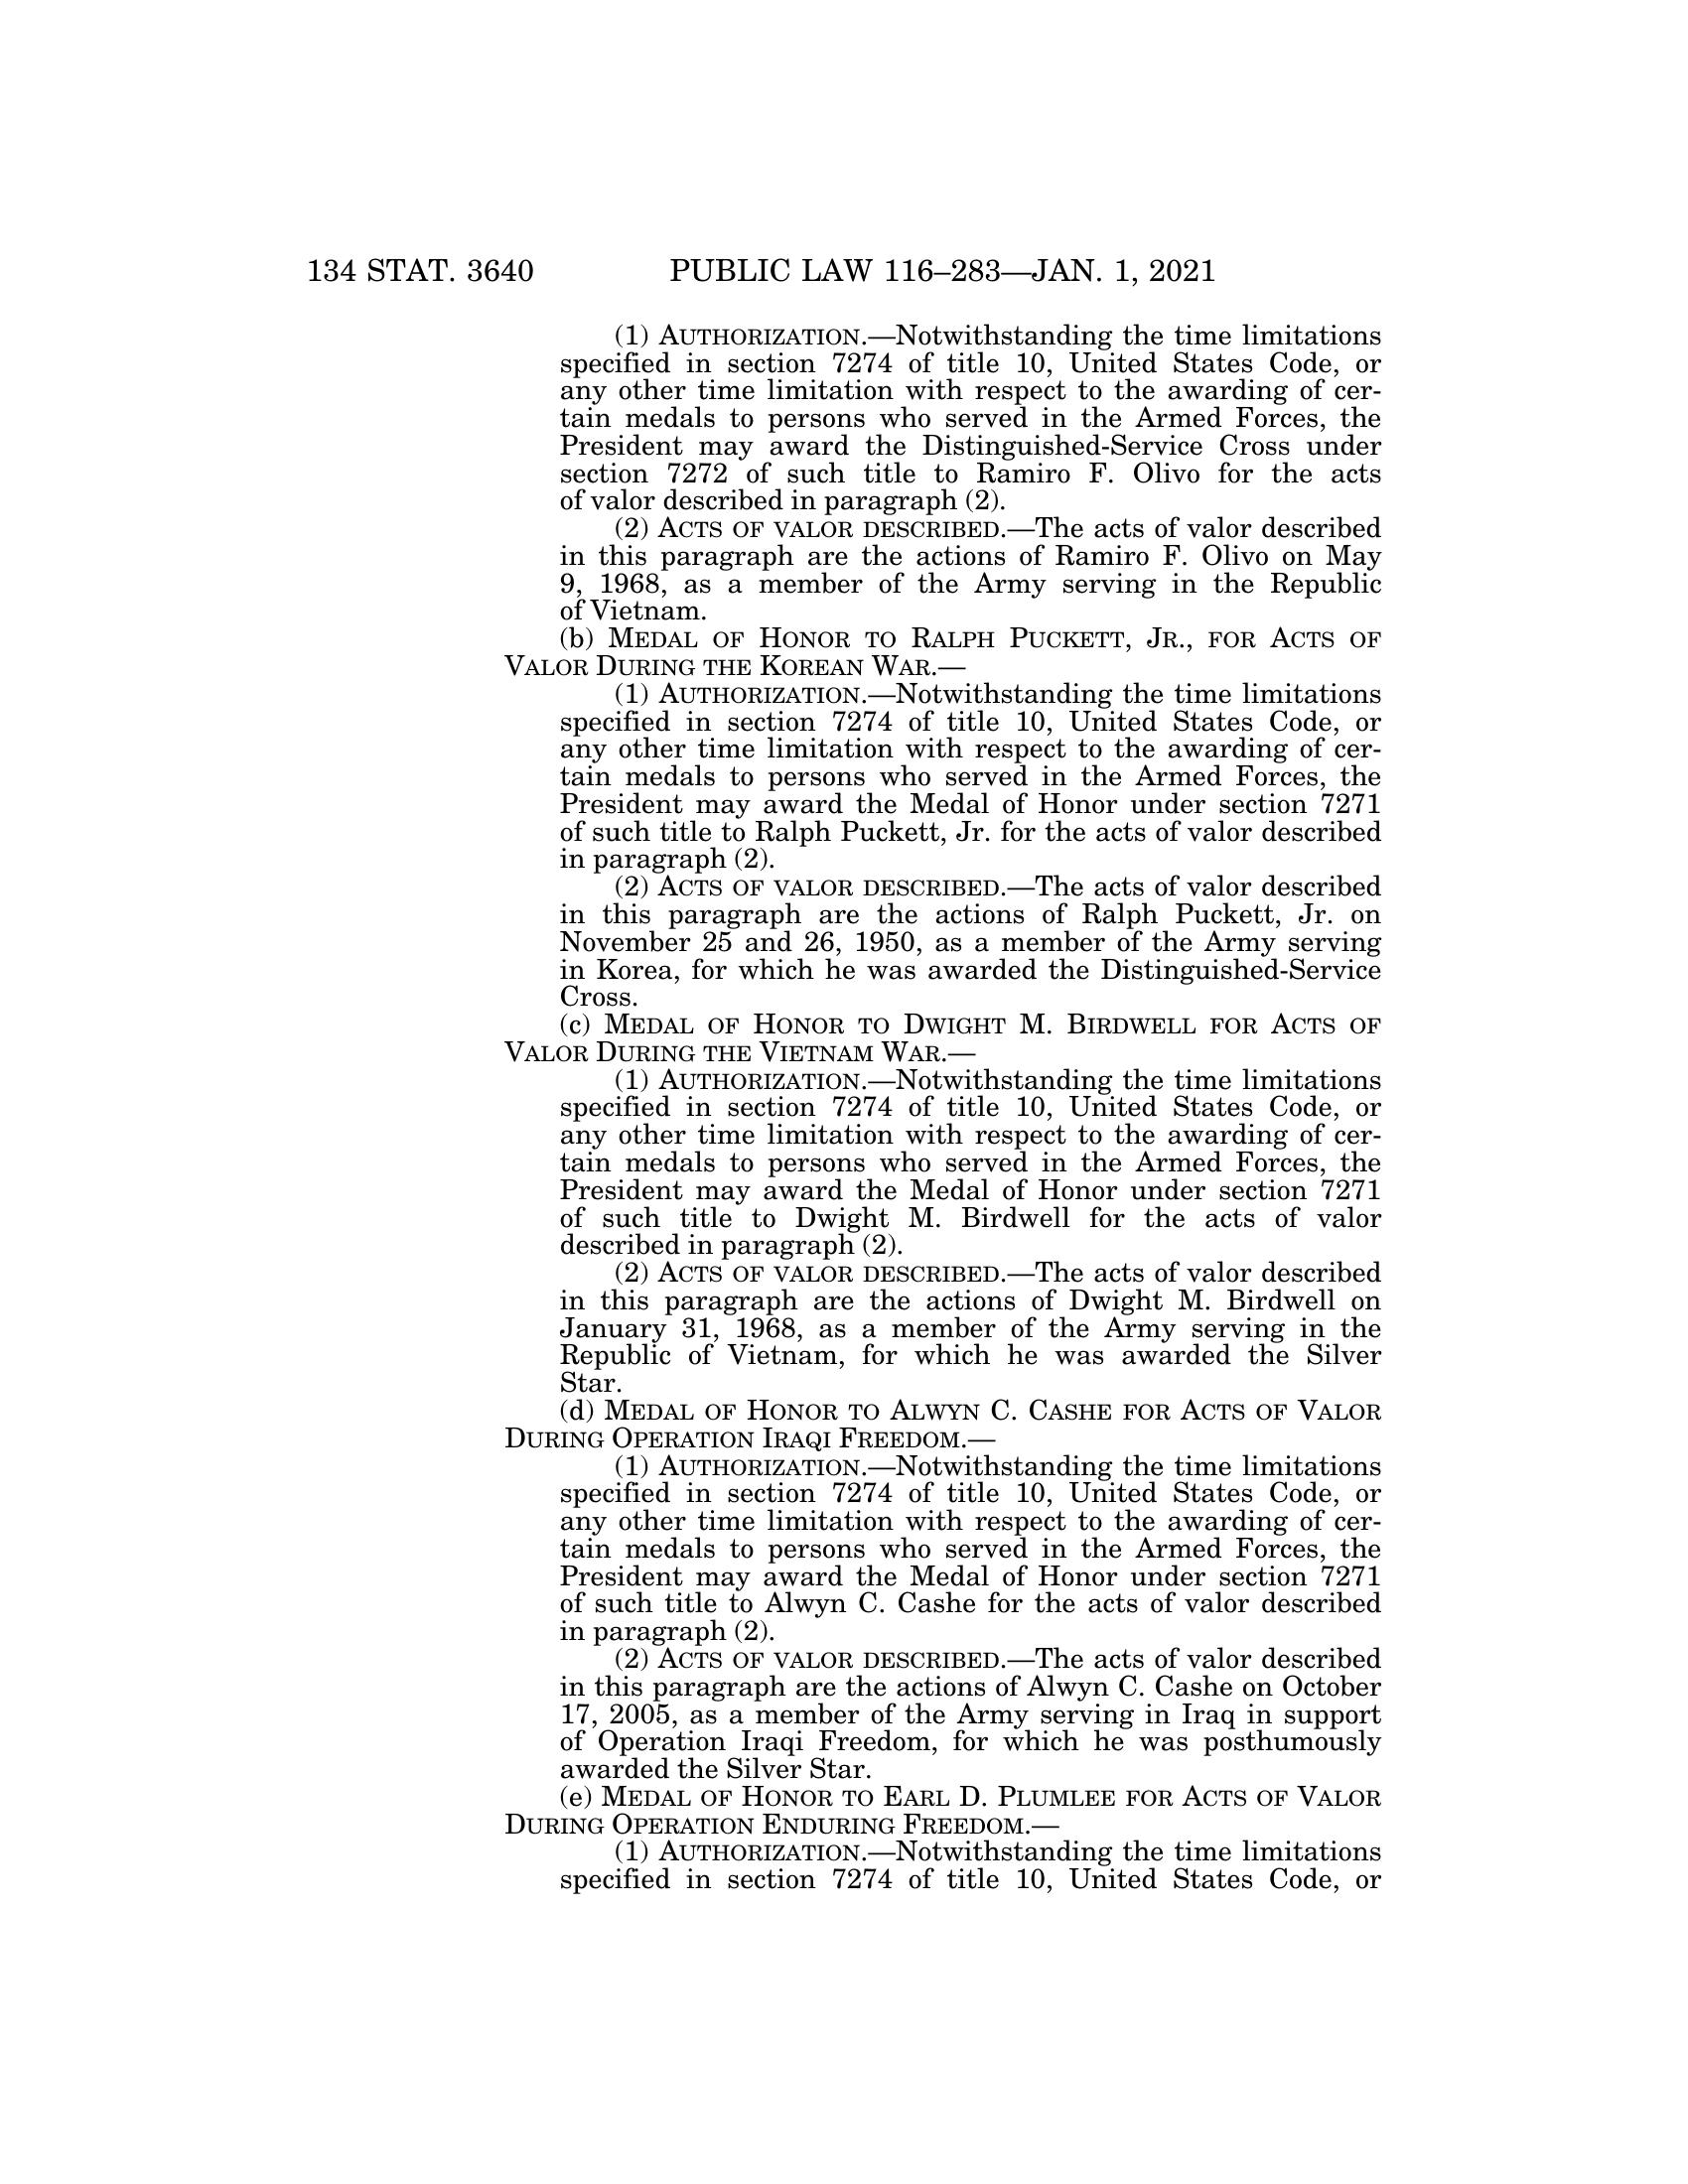 134 STAT. 3640 PUBLIC LAW 116–283—JAN. 1, 2021
(1) AUTHORIZATION.—Notwithstanding the time limitations
specified in section 7274 of title 10, United States Code, or
any other time limitation with respect to the awarding of cer-
tain medals to persons who served in the Armed Forces, the
President may award the Distinguished-Service Cross under
section 7272 of such title to Ramiro F. Olivo for the acts
of valor described in paragraph (2).
(2) ACTS OF VALOR DESCRIBED.—The acts of valor described
in this paragraph are the actions of Ramiro F. Olivo on May
9, 1968, as a member of the Army serving in the Republic
of Vietnam.
(b) MEDAL OF HONOR TO RALPH PUCKETT, JR., FOR ACTS OF
VALOR DURING THE KOREAN WAR.—
(1) AUTHORIZATION.—Notwithstanding the time limitations
specified in section 7274 of title 10, United States Code, or
any other time limitation with respect to the awarding of cer-
tain medals to persons who served in the Armed Forces, the
President may award the Medal of Honor under section 7271
of such title to Ralph Puckett, Jr. for the acts of valor described
in paragraph (2).
(2) ACTS OF VALOR DESCRIBED.—The acts of valor described
in this paragraph are the actions of Ralph Puckett, Jr. on
November 25 and 26, 1950, as a member of the Army serving
in Korea, for which he was awarded the Distinguished-Service
Cross.
(c) MEDAL OF HONOR TO DWIGHT M. BIRDWELL FOR ACTS OF
VALOR DURING THE VIETNAM WAR.—
(1) AUTHORIZATION.—Notwithstanding the time limitations
specified in section 7274 of title 10, United States Code, or
any other time limitation with respect to the awarding of cer-
tain medals to persons who served in the Armed Forces, the
President may award the Medal of Honor under section 7271
of such title to Dwight M. Birdwell for the acts of valor
described in paragraph (2).
(2) ACTS OF VALOR DESCRIBED.—The acts of valor described
in this paragraph are the actions of Dwight M. Birdwell on
January 31, 1968, as a member of the Army serving in the
Republic of Vietnam, for which he was awarded the Silver
Star.
(d) MEDAL OF HONOR TO ALWYN C. CASHE FOR ACTS OF VALOR
DURING OPERATION IRAQI FREEDOM.—
(1) AUTHORIZATION.—Notwithstanding the time limitations
specified in section 7274 of title 10, United States Code, or
any other time limitation with respect to the awarding of cer-
tain medals to persons who served in the Armed Forces, the
President may award the Medal of Honor under section 7271
of such title to Alwyn C. Cashe for the acts of valor described
in paragraph (2).
(2) ACTS OF VALOR DESCRIBED.—The acts of valor described
in this paragraph are the actions of Alwyn C. Cashe on October
17, 2005, as a member of the Army serving in Iraq in support
of Operation Iraqi Freedom, for which he was posthumously
awarded the Silver Star.
(e) MEDAL OF HONOR TO EARL D. PLUMLEE FOR ACTS OF VALOR
DURING OPERATION ENDURING FREEDOM.—
(1) AUTHORIZATION.—Notwithstanding the time limitations
specified in section 7274 of title 10, United States Code, or